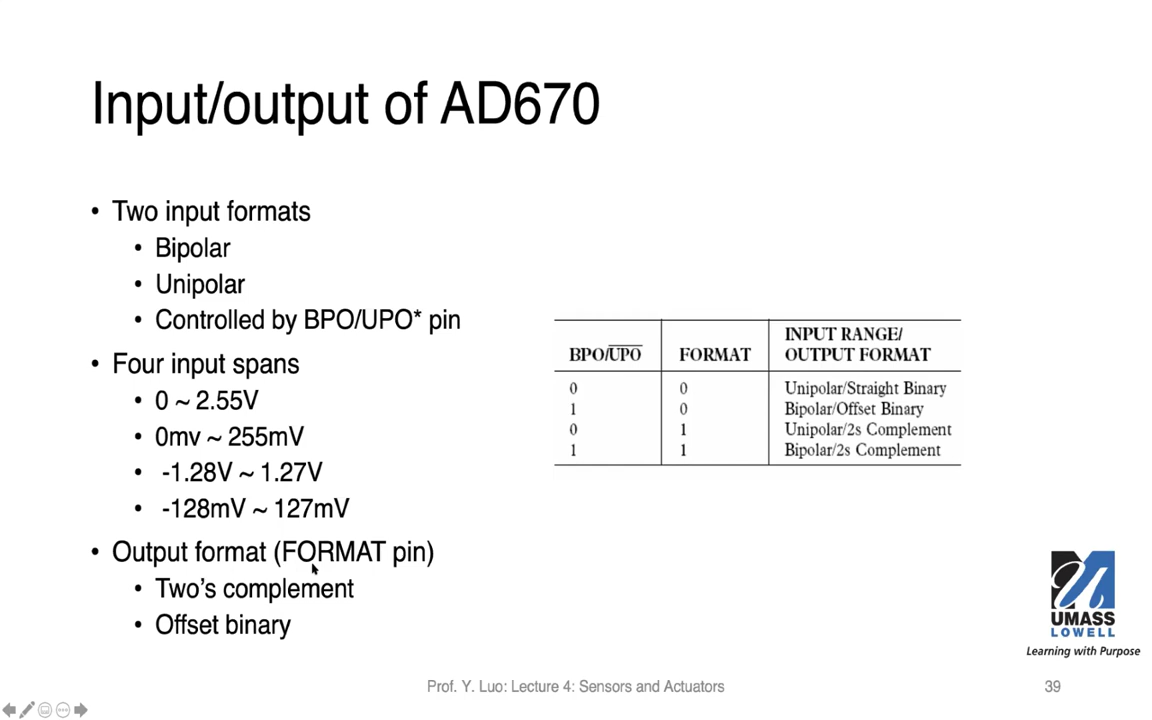 Input/output of AD670
• Two input formats
• Bipolar
• Unipolar
• Controlled by BPO/UPO* pin
• Four input spans
• 0 ~ 2.55V
• 0mv ~ 255mV
• -1.28V ~ 1.27V
• -128mV ~ 127mV
• Output format (FORMAT pin)
• Two's complement
• Offset binary
BPO/U̅P̅O̅ FORMAT INPUT RANGE/
OUTPUT FORMAT
0 0 Unipolar/Straight Binary
1 0 Bipolar/Offset Binary
0 1 Unipolar/2s Complement
1 1 Bipolar/2s Complement
UMASS
LOWELL
Learning with Purpose
Prof. Y. Luo: Lecture 4: Sensors and Actuators
39